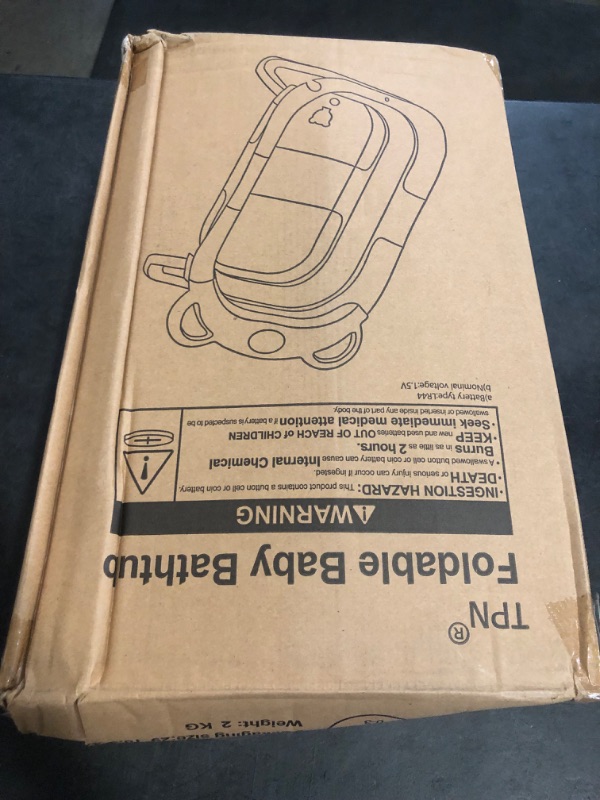 TPN®
Foldable Baby Bathtub
WARNING
•INGESTION HAZARD: This product contains a button cell or coin battery.
•DEATH or serious injury can occur if ingested.
•A swallowed button cell or coin battery can cause Internal Chemical
Burns in as little as 2 hours.
•KEEP new and used batteries OUT OF REACH of CHILDREN
•Seek immediate medical attention if a battery is suspected to be
swallowed or inserted inside any part of the body.
a)Battery type:LR44
b)Nominal voltage:1.5V
Weight: 2 KG